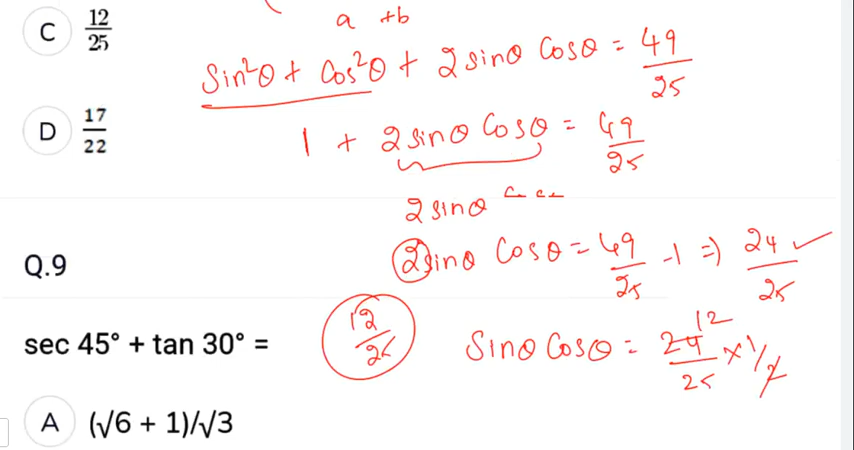 C 12/25
a +b
Sin²θ + Cos²θ + 2 sinθ Cosθ = 49/25
D 17/22
1 + 2 sinθ Cosθ = 49/25
2 sinθ
2 sinθ Cosθ = 49/25 - 1 => 24/25 ✓
Q.9
12/25
sec 45° + tan 30° =
Sinθ Cosθ = 24/25 × 1/2
12
A (√6 + 1)/√3